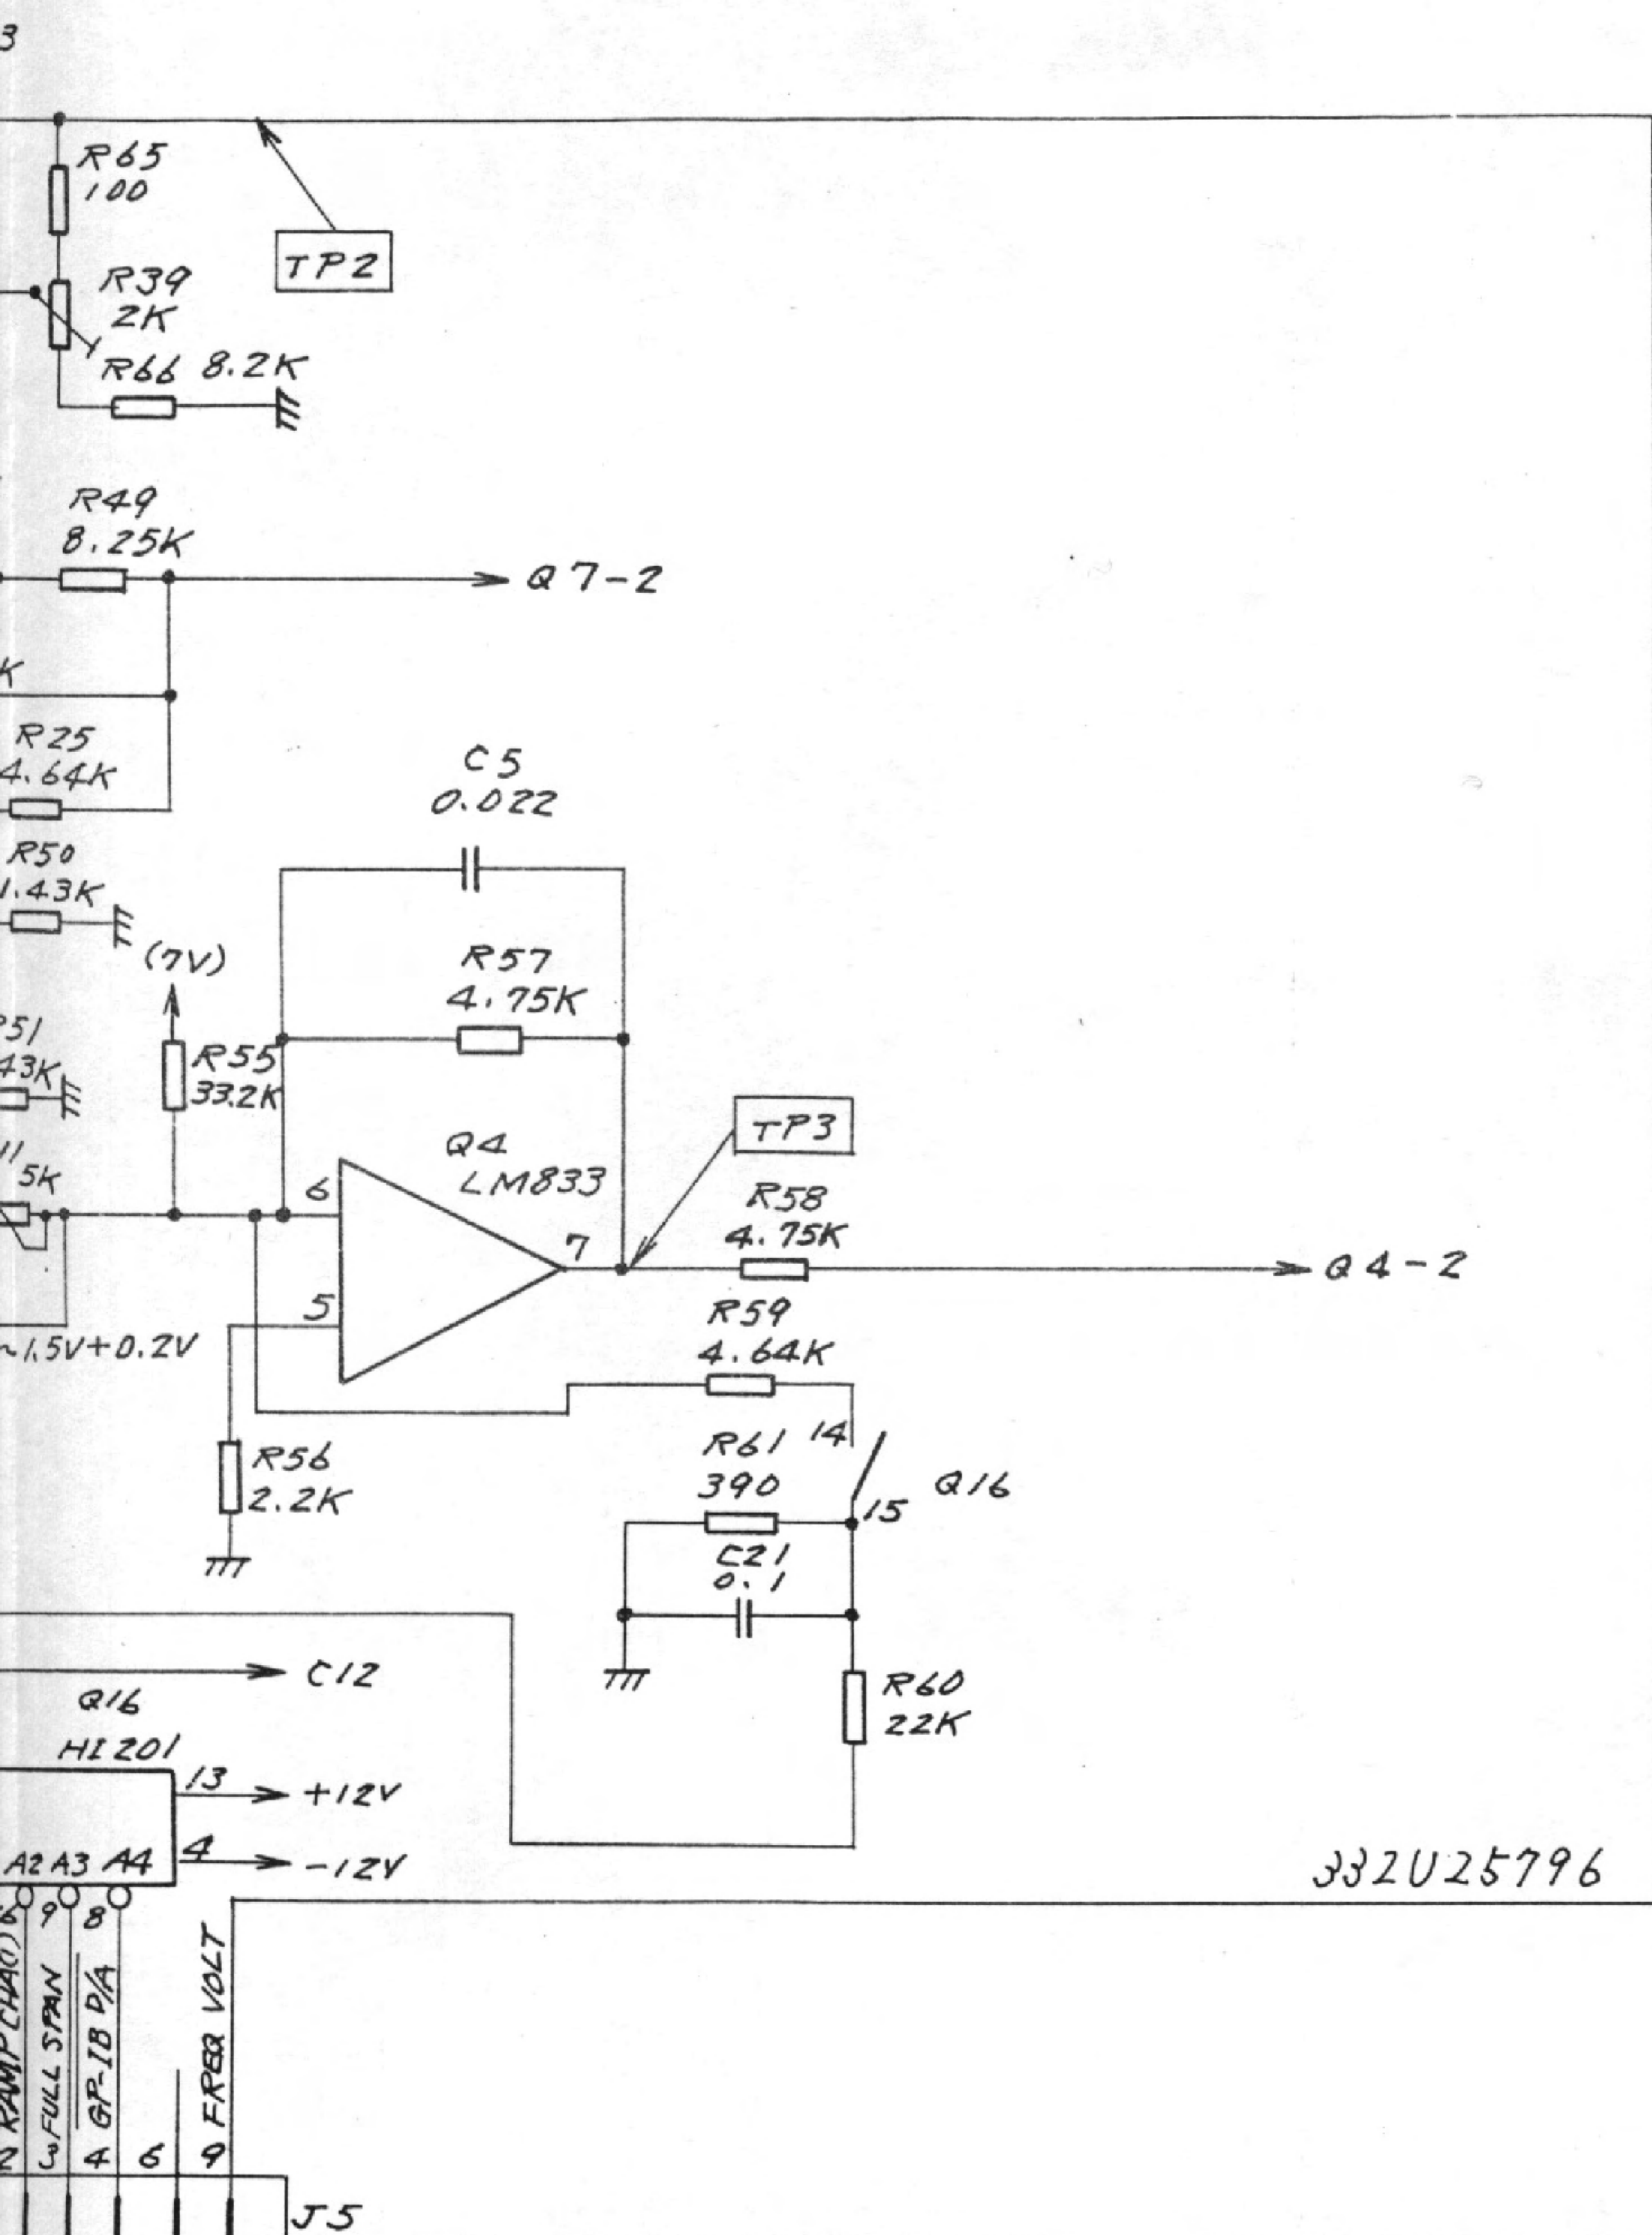 3
R65
100
TP2
R39
2K
R66 8.2K
R49
8.25K
Q7-2
K
R25
4.64K
C5
0.022
R50
1.43K
(7V)
R57
4.75K
51
43K
R55
33.2K
TP3
11
5K
Q4
LM833
6
7
5
R58
4.75K
Q4-2
~1.5V+0.2V
R59
4.64K
R56
2.2K
R61
390
14
Q16
15
C21
0.1
C12
R60
22K
Q16
HI201
13
+12V
4
-12V
A2 A3 A4
332U25796
6 9 8
RAMP(HA0)
FULL SPAN
GP-IB D/A
FREQ VOLT
2 3 4 6 9
J5